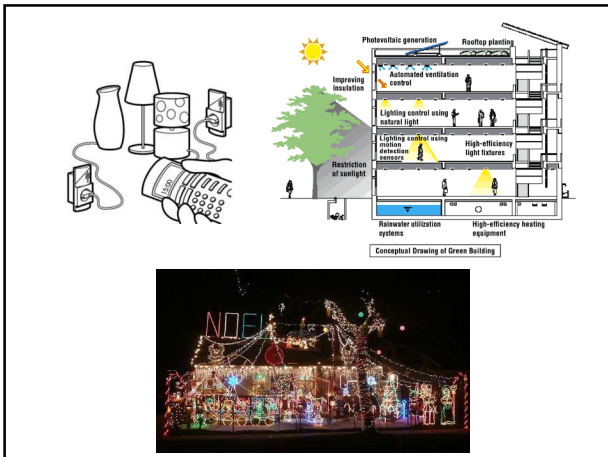 Photovoltaic generation
Rooftop planting
Automated ventilation
control
Improving
insulation
Lighting control using
natural light
Lighting control using
motion
detection
sensors
High-efficiency
light fixtures
Restriction
of sunlight
Rainwater utilization
systems
High-efficiency heating
equipment
Conceptual Drawing of Green Building
NOEL